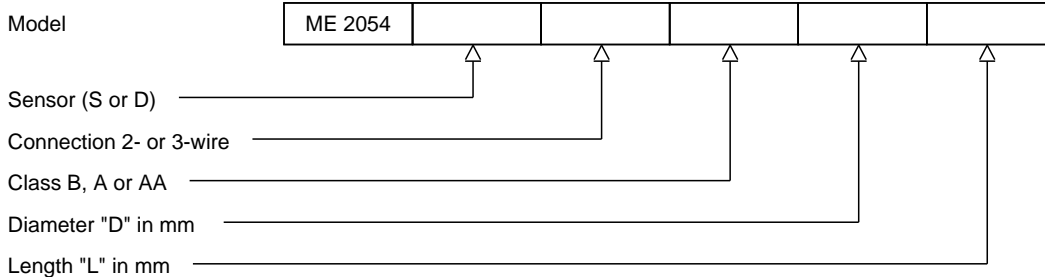 Model ME 2054
Sensor (S or D)
Connection 2- or 3-wire
Class B, A or AA
Diameter "D" in mm
Length "L" in mm